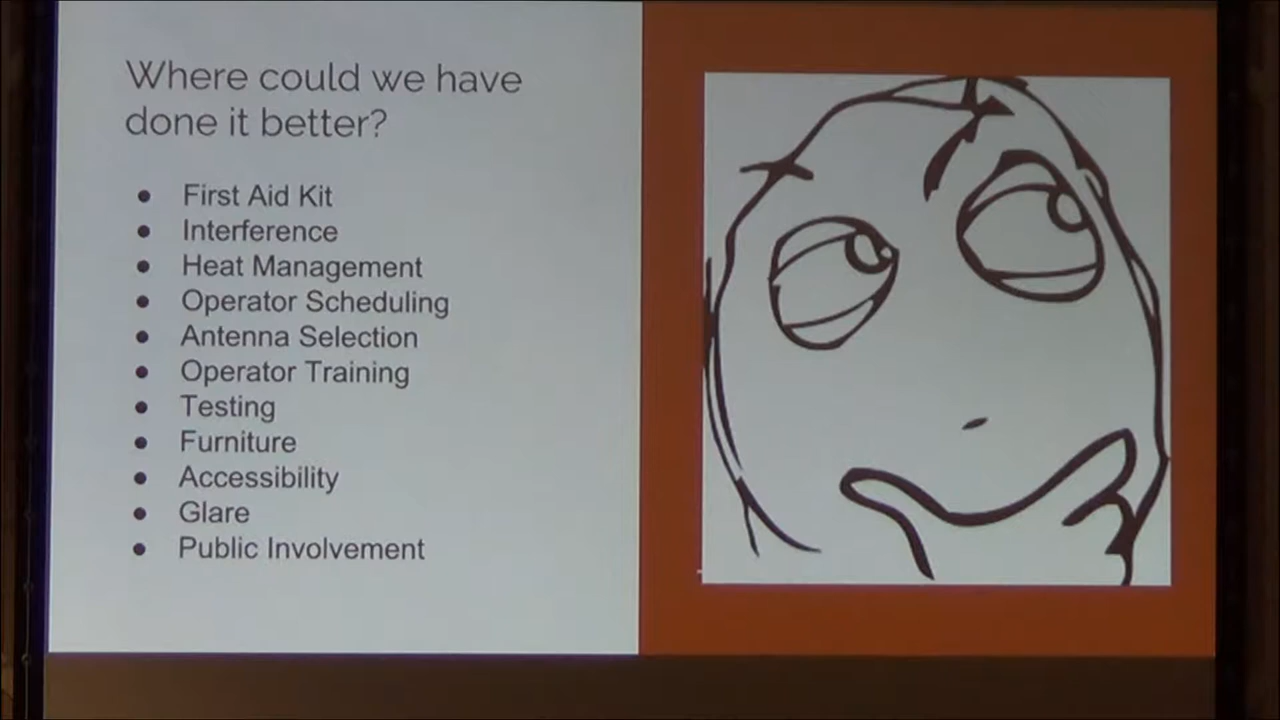 Where could we have
done it better?
● First Aid Kit
● Interference
● Heat Management
● Operator Scheduling
● Antenna Selection
● Operator Training
● Testing
● Furniture
● Accessibility
● Glare
● Public Involvement